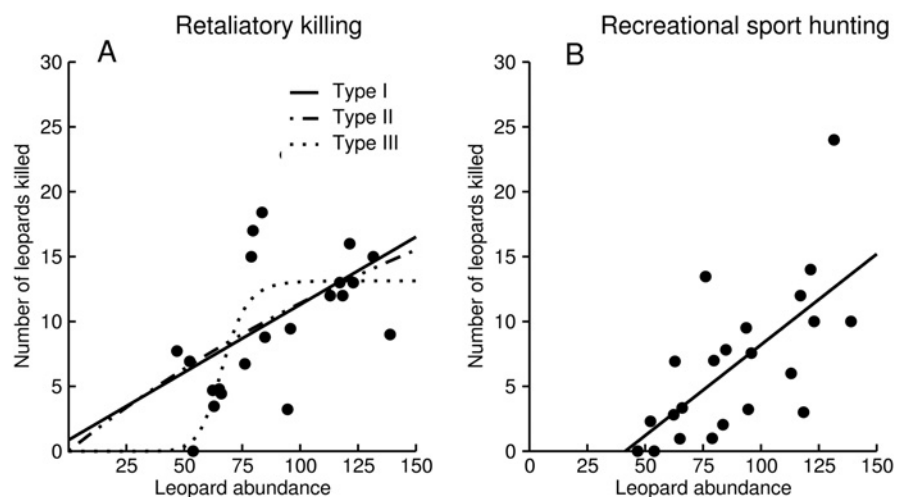 Retaliatory killing
Recreational sport hunting
A
B
Type I
Type II
Type III
30
25
20
15
10
5
0
Number of leopards killed
25
50
75
100
125
150
Leopard abundance
30
25
20
15
10
5
0
Number of leopards killed
0
25
50
75
100
125
150
Leopard abundance